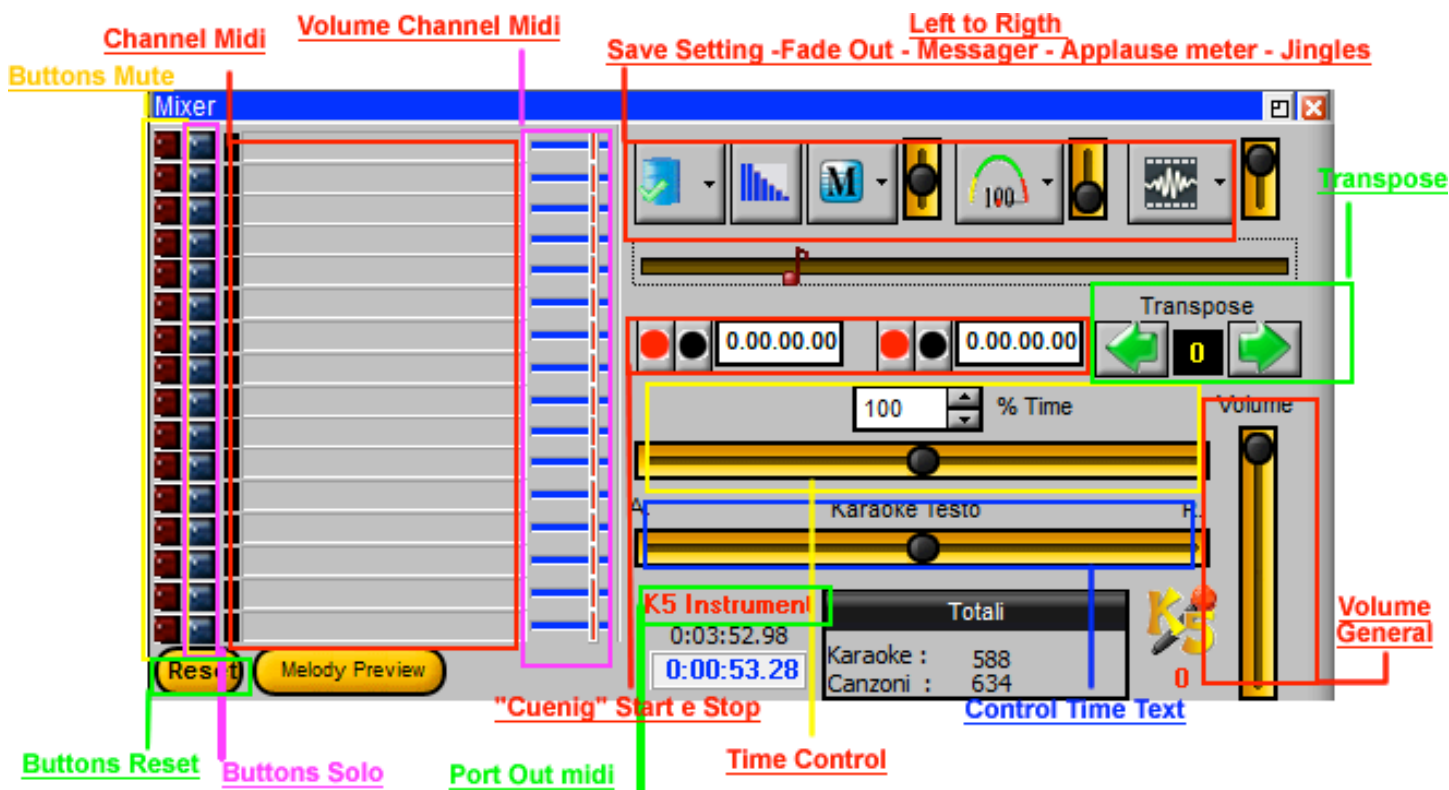 Left to Rigth
Channel Midi
Volume Channel Midi
Save Setting -Fade Out - Messager - Applause meter - Jingles
Buttons Mute
Mixer
M
100
Transpose
Transpose
0.00.00.00
0.00.00.00
0
100
% Time
Volume
A.
Karaoke Testo
R.
K5 Instrument
Totali
0:03:52.98
Karaoke : 588
0:00:53.28
Canzoni : 634
K5
0
Volume
General
Reset
Melody Preview
"Cuenig" Start e Stop
Control Time Text
Buttons Reset
Buttons Solo
Port Out midi
Time Control